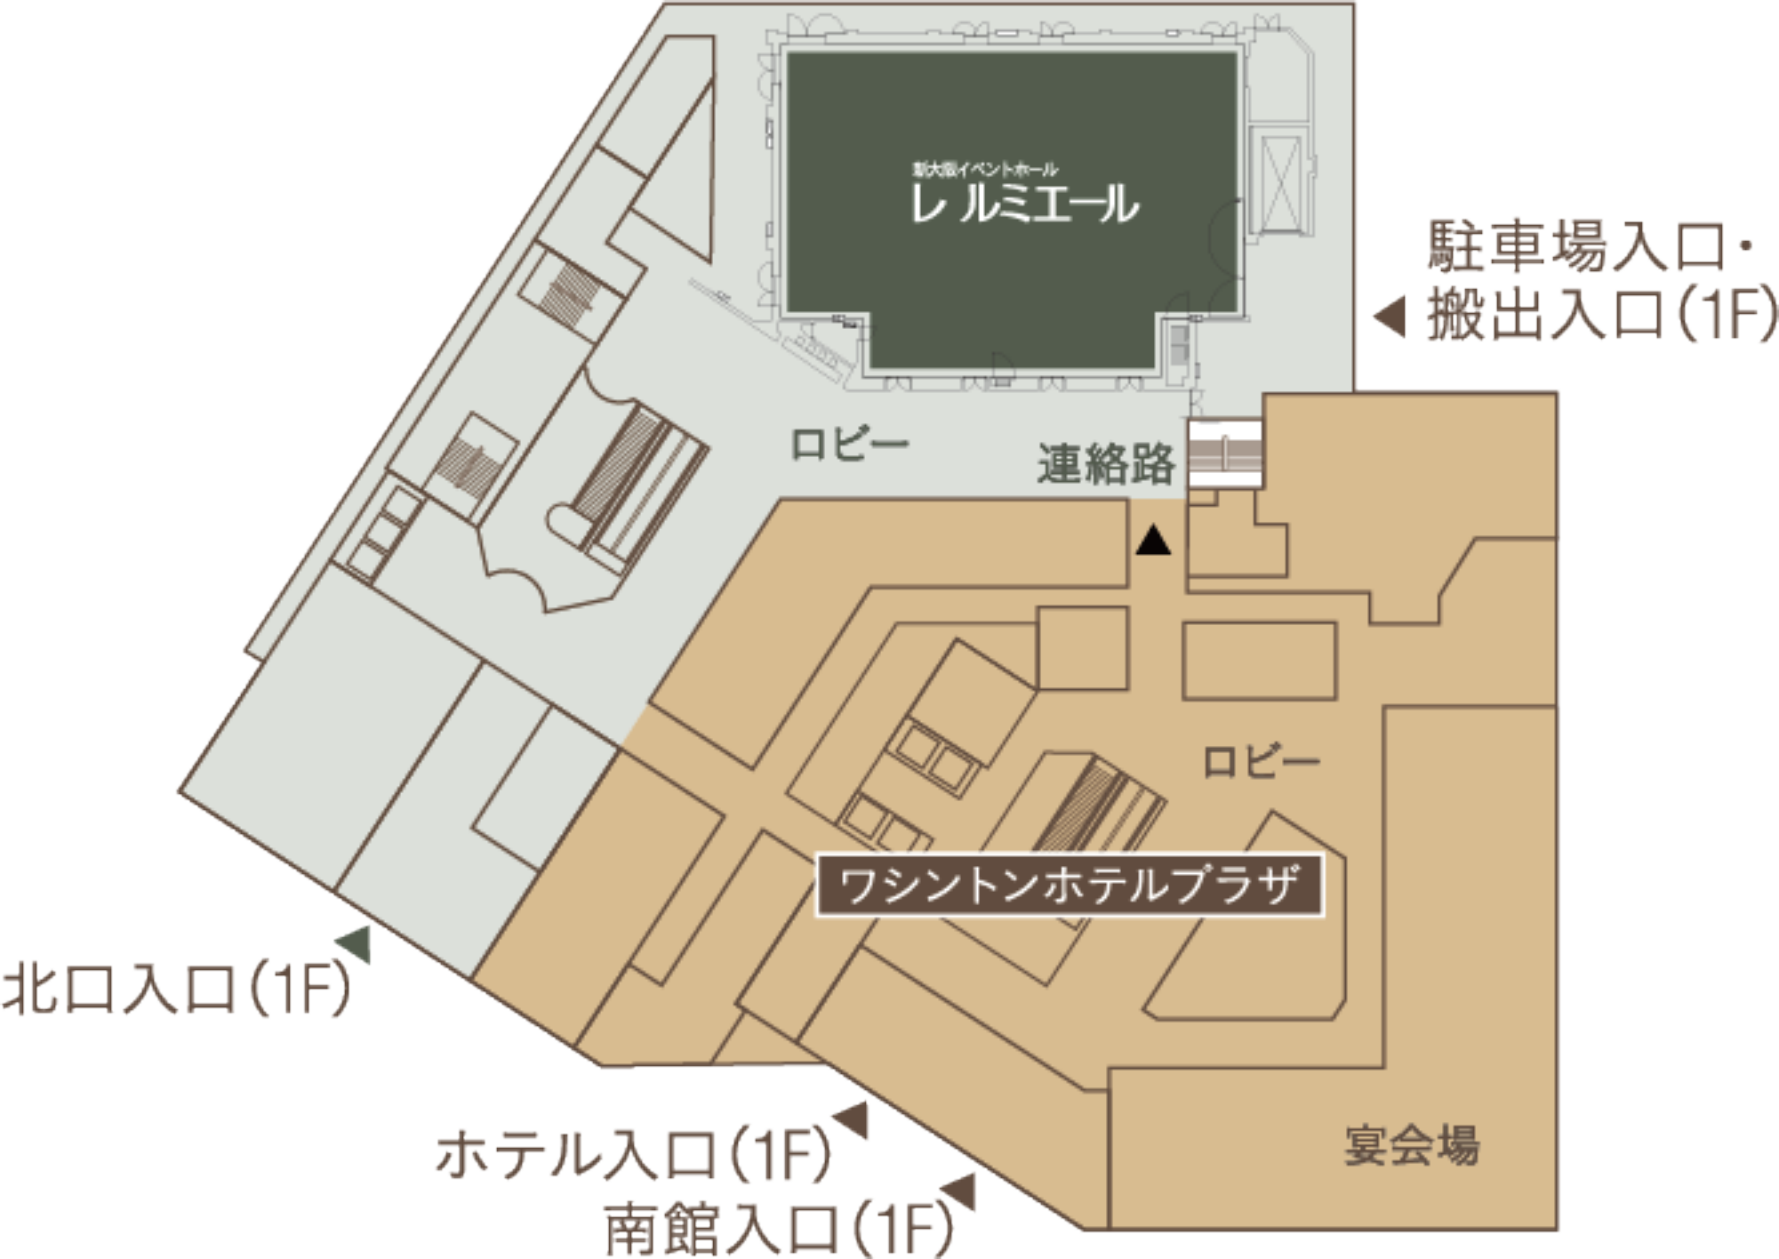 新大阪イベントホール
レ ルミエール
駐車場入口・
搬出入口(1F)
ロビー
連絡路
ロビー
ワシントンホテルプラザ
北口入口(1F)
ホテル入口(1F)
南館入口(1F)
宴会場